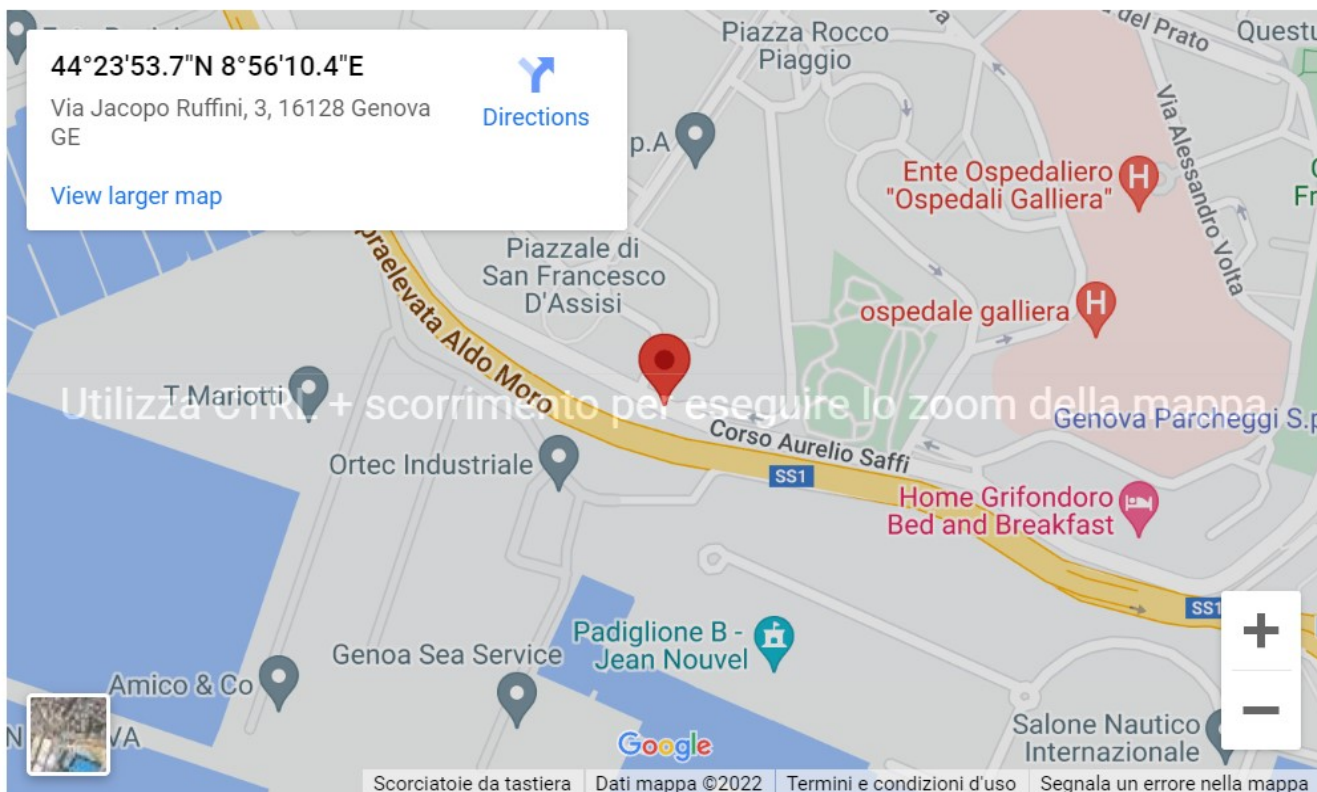 Piazza Rocco
Piaggio
del Prato
44°23'53.7"N 8°56'10.4"E
Via Jacopo Ruffini, 3, 16128 Genova
GE
Directions
View larger map
p.A
Via Alessandro Volta
Ente Ospedaliero
"Ospedali Galliera"
Piazzale di
San Francesco
D'Assisi
praelevata Aldo Moro
ospedale galliera
T.Mariotti
Utilizza CTRL + scorrimento per eseguire lo zoom della mappa
Genova Parcheggi S.p
Corso Aurelio Saffi
Ortec Industriale
SS1
Home Grifondoro
Bed and Breakfast
SS1
Padiglione B -
Jean Nouvel
Genoa Sea Service
Amico & Co
Salone Nautico
Internazionale
Google
Scorciatoie da tastiera
Dati mappa ©2022
Termini e condizioni d'uso
Segnala un errore nella mappa